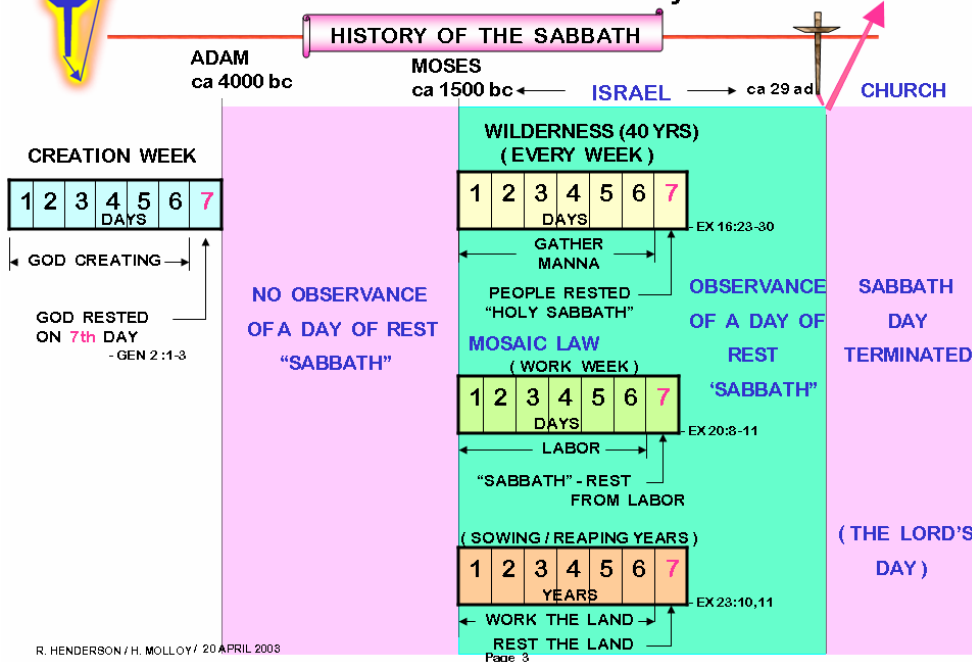 HISTORY OF THE SABBATH
ADAM
ca 4000 bc
MOSES
ca 1500 bc
ISRAEL
ca 29 ad
CHURCH
CREATION WEEK
1 2 3 4 5 6 7
DAYS
GOD CREATING
GOD RESTED
ON 7th DAY
- GEN 2 :1-3
NO OBSERVANCE
OF A DAY OF REST
“SABBATH”
WILDERNESS (40 YRS)
( EVERY WEEK )
1 2 3 4 5 6 7
DAYS
- EX 16:23-30
GATHER
MANNA
PEOPLE RESTED
“HOLY SABBATH”
MOSAIC LAW
( WORK WEEK )
1 2 3 4 5 6 7
DAYS
- EX 20:8-11
LABOR
“SABBATH” - REST
FROM LABOR
( SOWING / REAPING YEARS )
1 2 3 4 5 6 7
YEARS
- EX 23:10,11
WORK THE LAND
REST THE LAND
OBSERVANCE
OF A DAY OF
REST
‘SABBATH”
SABBATH
DAY
TERMINATED
( THE LORD'S
DAY )
R. HENDERSON / H. MOLLOY / 20 APRIL 2003
Page 3